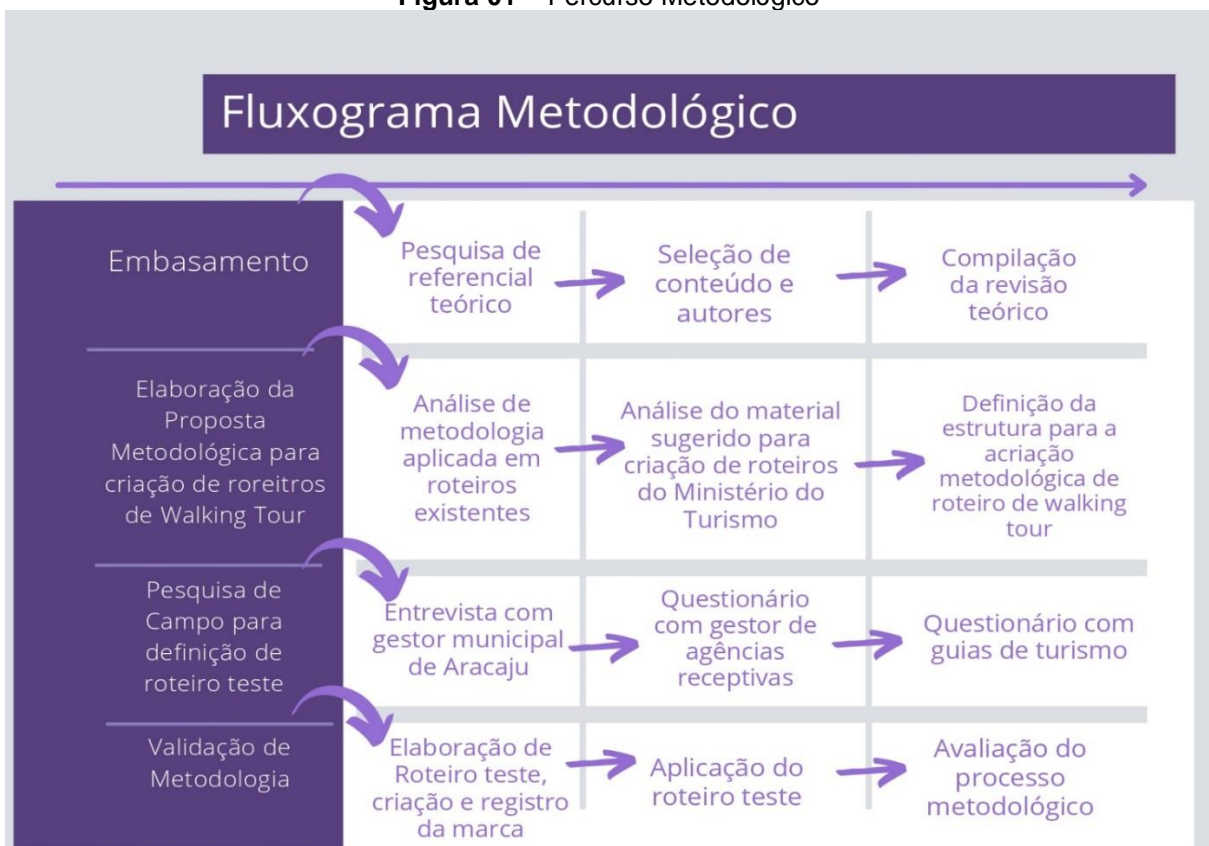 Figura 01 – Percurso Metodológico
Fluxograma Metodológico
Embasamento
Pesquisa de
referencial
teórico
Seleção de
conteúdo e
autores
Compilação
da revisão
teórico
Elaboração da
Proposta
Metodológica para
criação de roreitros
de Walking Tour
Análise de
metodologia
aplicada em
roteiros
existentes
Análise do material
sugerido para
criação de roteiros
do Ministério do
Turismo
Definição da
estrutura para a
acriação
metodológica de
roteiro de walking
tour
Pesquisa de
Campo para
definição de
roteiro teste
Entrevista com
gestor municipal
de Aracaju
Questionário
com gestor de
agências
receptivas
Questionário com
guias de turismo
Validação de
Metodologia
Elaboração de
Roteiro teste,
criação e registro
da marca
Aplicação do
roteiro teste
Avaliação do
processo
metodológico